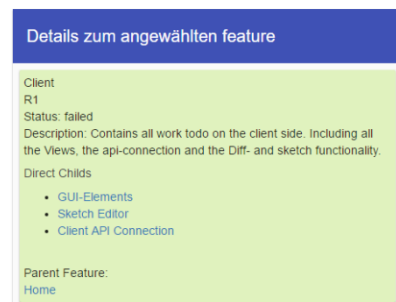 Details zum angewählten feature
Client
R1
Status: failed
Description: Contains all work todo on the client side. Including all
the Views, the api-connection and the Diff- and sketch functionality.
Direct Childs
GUI-Elements
Sketch Editor
Client API Connection
Parent Feature:
Home